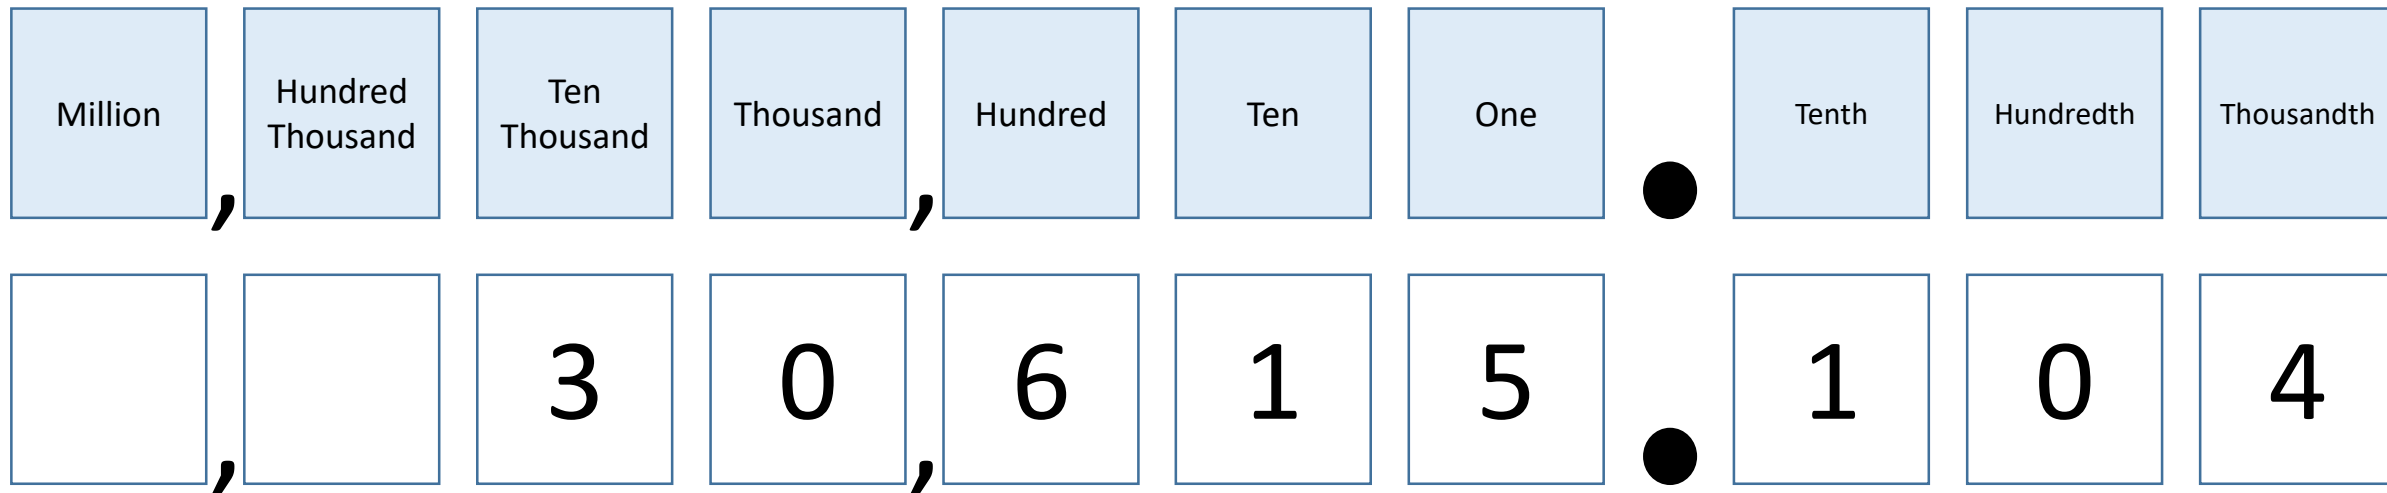 Million , Hundred Thousand Ten Thousand Thousand , Hundred Ten One . Tenth Hundredth Thousandth
, 3 0 , 6 1 5 . 1 0 4